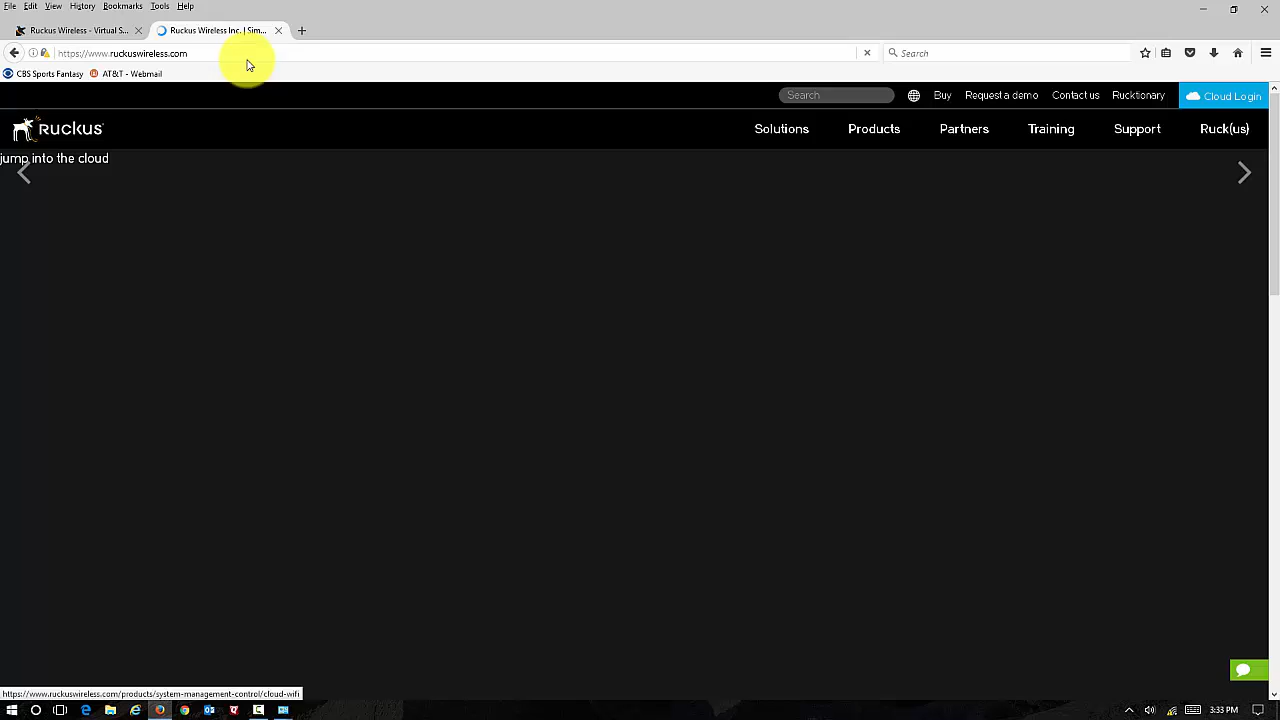 File Edit View History Bookmarks Tools Help
Ruckus Wireless - Virtual S... Ruckus Wireless Inc. | Sim...
https://www.ruckuswireless.com Search
CBS Sports Fantasy AT&T - Webmail
Search Buy Request a demo Contact us Rucktionary Cloud Login
Ruckus Solutions Products Partners Training Support Ruck(us)
jump into the cloud
https://www.ruckuswireless.com/products/system-management-control/cloud-wifi
3:33 PM